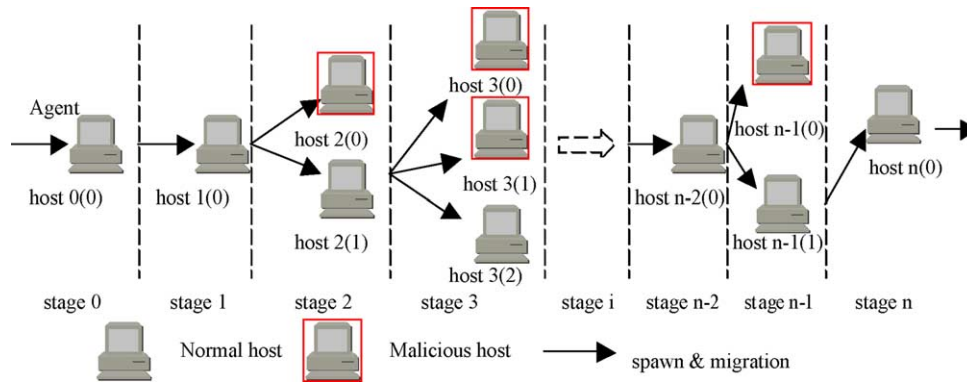 Agent
host 0(0)
host 1(0)
host 2(0)
host 2(1)
host 3(0)
host 3(1)
host 3(2)
host n-2(0)
host n-1(0)
host n-1(1)
host n(0)
stage 0
stage 1
stage 2
stage 3
stage i
stage n-2
stage n-1
stage n
Normal host
Malicious host
spawn & migration